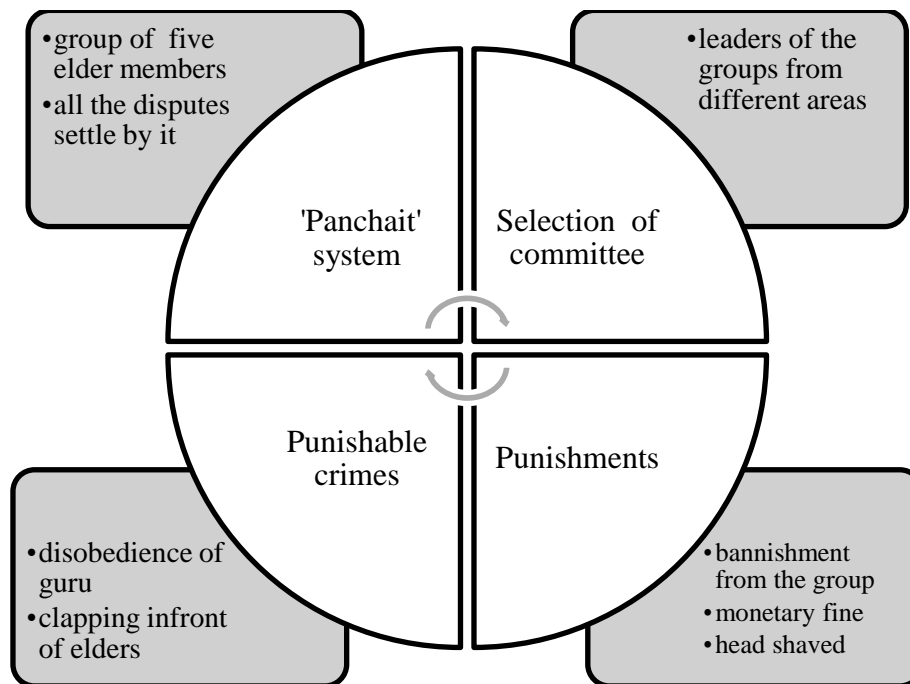 •group of five
elder members
•all the disputes
settle by it
•leaders of the
groups from
different areas
'Panchait'
system
Selection of
committee
Punishable
crimes
Punishments
•disobedience of
guru
•clapping infront
of elders
•bannishment
from the group
•monetary fine
•head shaved